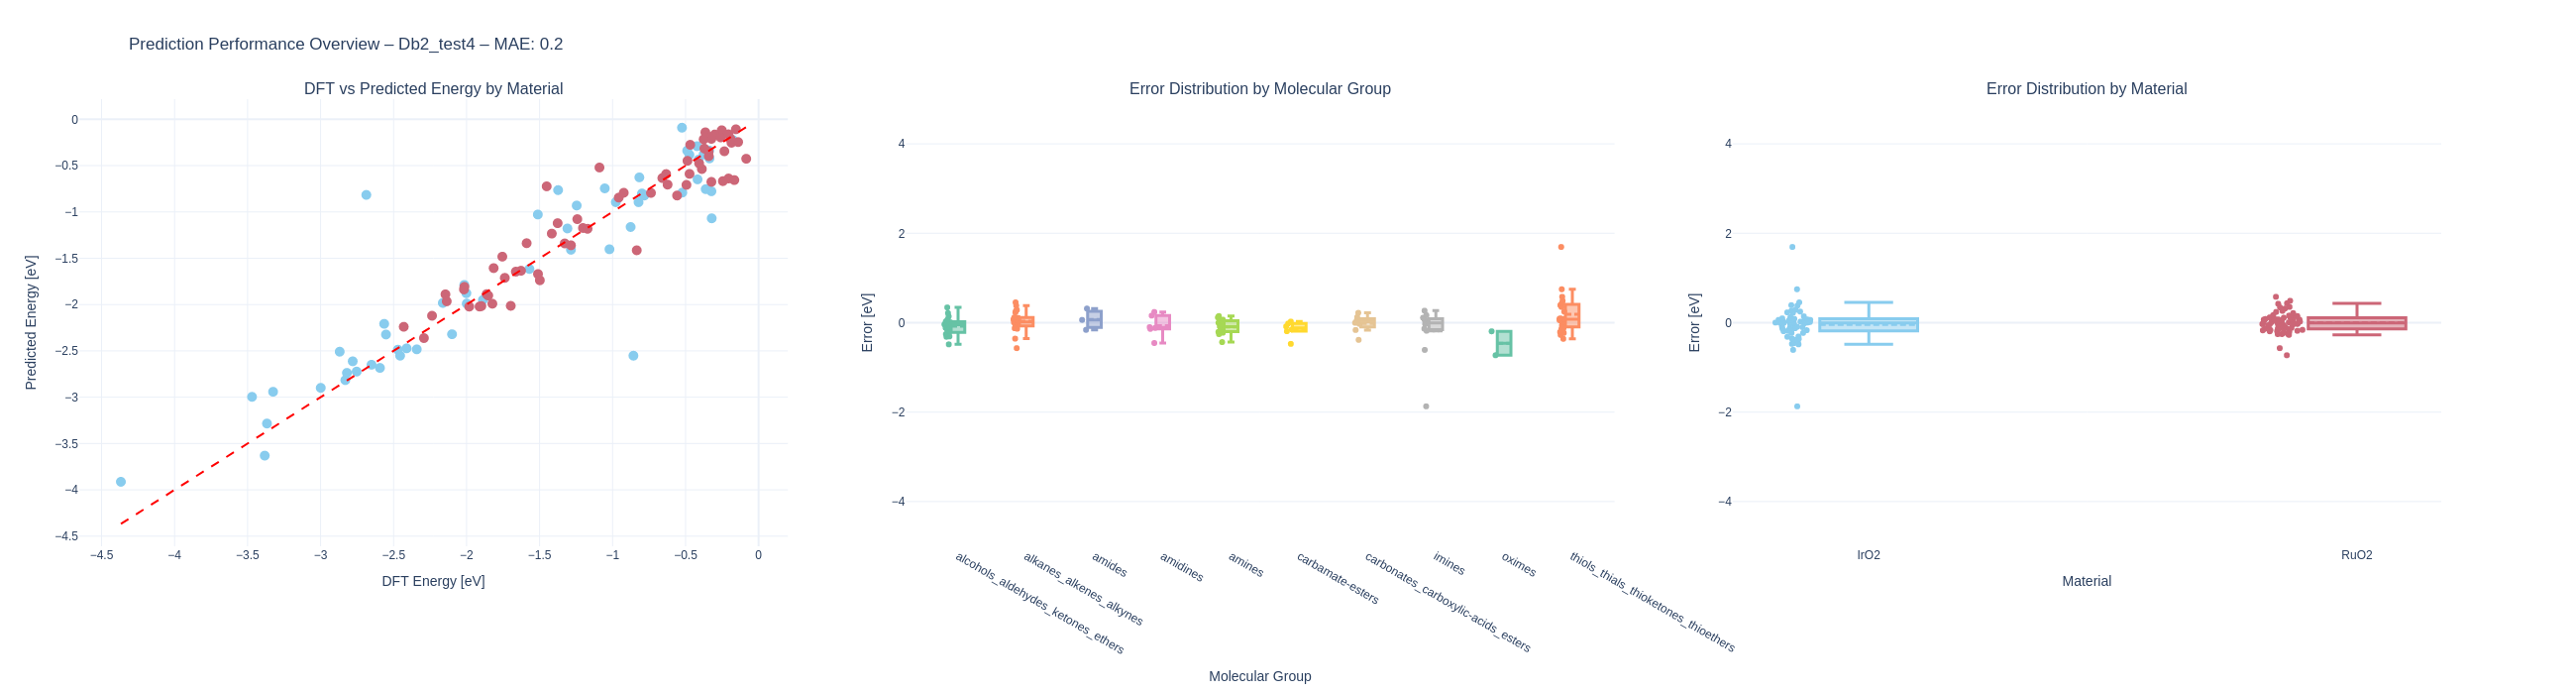 Prediction Performance Overview – Db2_test4 – MAE: 0.2
DFT vs Predicted Energy by Material
0
−0.5
−1
−1.5
−2
−2.5
−3
−3.5
−4
−4.5
Predicted Energy [eV]
−4.5 −4 −3.5 −3 −2.5 −2 −1.5 −1 −0.5 0
DFT Energy [eV]
Error Distribution by Molecular Group
4
2
0
−2
−4
Error [eV]
alcohols_aldehydes_ketones_ethers
alkanes_alkenes_alkynes
amides
amidines
amines
carbamate-esters
carbonates_carboxylic-acids_esters
imines
oximes
thiols_thials_thioketones_thioethers
Molecular Group
Error Distribution by Material
4
2
0
−2
−4
Error [eV]
IrO2 RuO2
Material